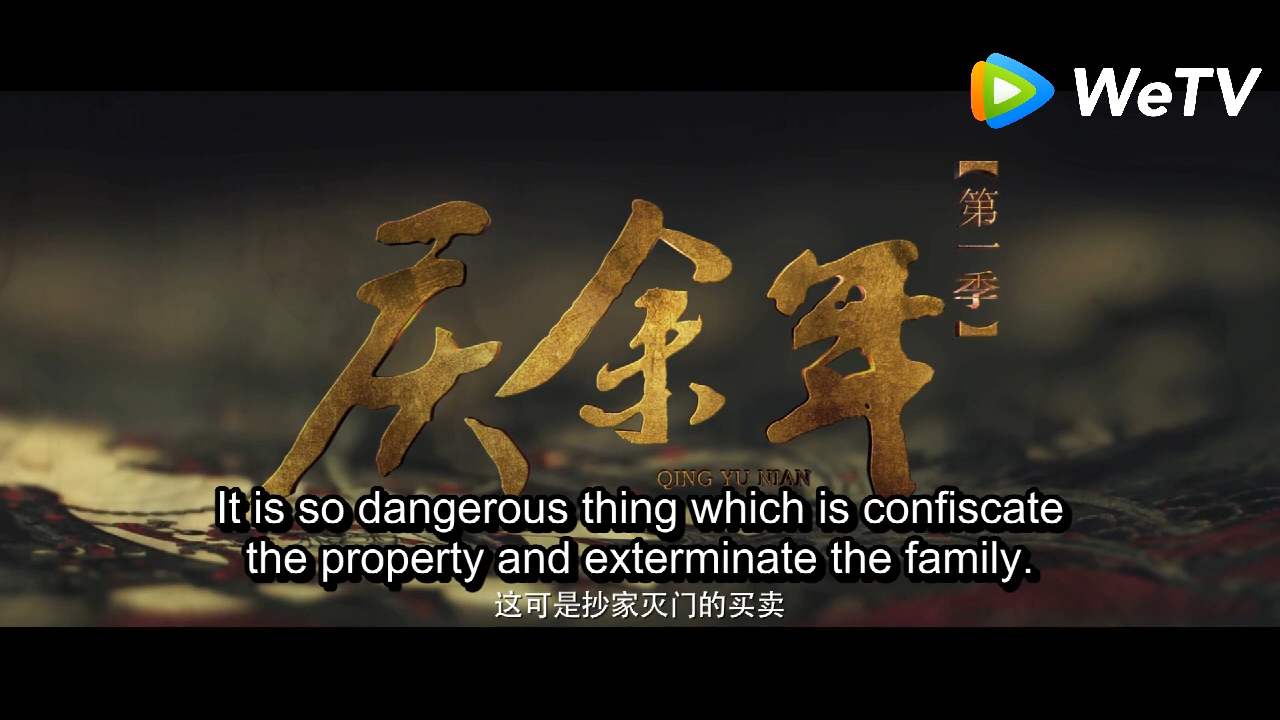 WeTV
【第一季】
庆余年
QING YU NIAN
It is so dangerous thing which is confiscate
the property and exterminate the family.
这可是抄家灭门的买卖